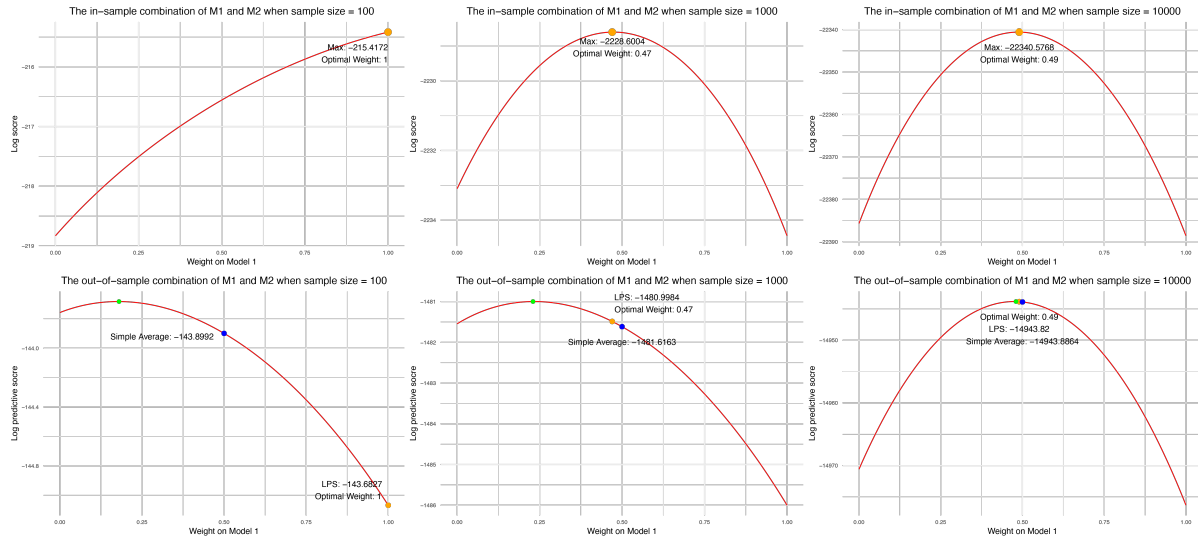 The in−sample combination of M1 and M2 when sample size = 100
Log socre
−216
−217
−218
−219
Max: −215.4172
Optimal Weight: 1
0.00 0.25 0.50 0.75 1.00
Weight on Model 1
The in−sample combination of M1 and M2 when sample size = 1000
Log socre
−2230
−2232
−2234
Max: −2228.6004
Optimal Weight: 0.47
0.00 0.25 0.50 0.75 1.00
Weight on Model 1
The in−sample combination of M1 and M2 when sample size = 10000
Log socre
−22340
−22350
−22360
−22370
−22380
−22390
Max: −22340.5768
Optimal Weight: 0.49
0.00 0.25 0.50 0.75 1.00
Weight on Model 1
The out−of−sample combination of M1 and M2 when sample size = 100
Log predictive socre
−144.0
−144.4
−144.8
Simple Average: −143.8992
LPS: −143.6827
Optimal Weight: 1
0.00 0.25 0.50 0.75 1.00
Weight on Model 1
The out−of−sample combination of M1 and M2 when sample size = 1000
Log predictive socre
−1481
−1482
−1483
−1484
−1485
−1486
LPS: −1480.9984
Optimal Weight: 0.47
Simple Average: −1481.6163
0.00 0.25 0.50 0.75 1.00
Weight on Model 1
The out−of−sample combination of M1 and M2 when sample size = 10000
Log predictive socre
−14950
−14960
−14970
Optimal Weight: 0.49
LPS: −14943.82
Simple Average: −14943.8864
0.00 0.25 0.50 0.75 1.00
Weight on Model 1